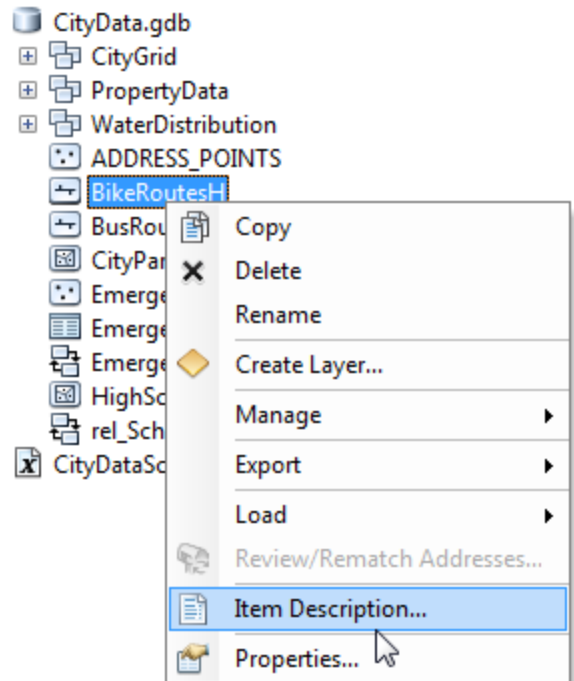 CityData.gdb
CityGrid
PropertyData
WaterDistribution
ADDRESS_POINTS
BikeRoutesH
BusRou
Copy
CityPar
Delete
Emerge
Rename
Emerge
Emerge
Create Layer...
HighSc
Manage
rel_Sch
CityDataSc
Export
Load
Review/Rematch Addresses...
Item Description...
Properties...